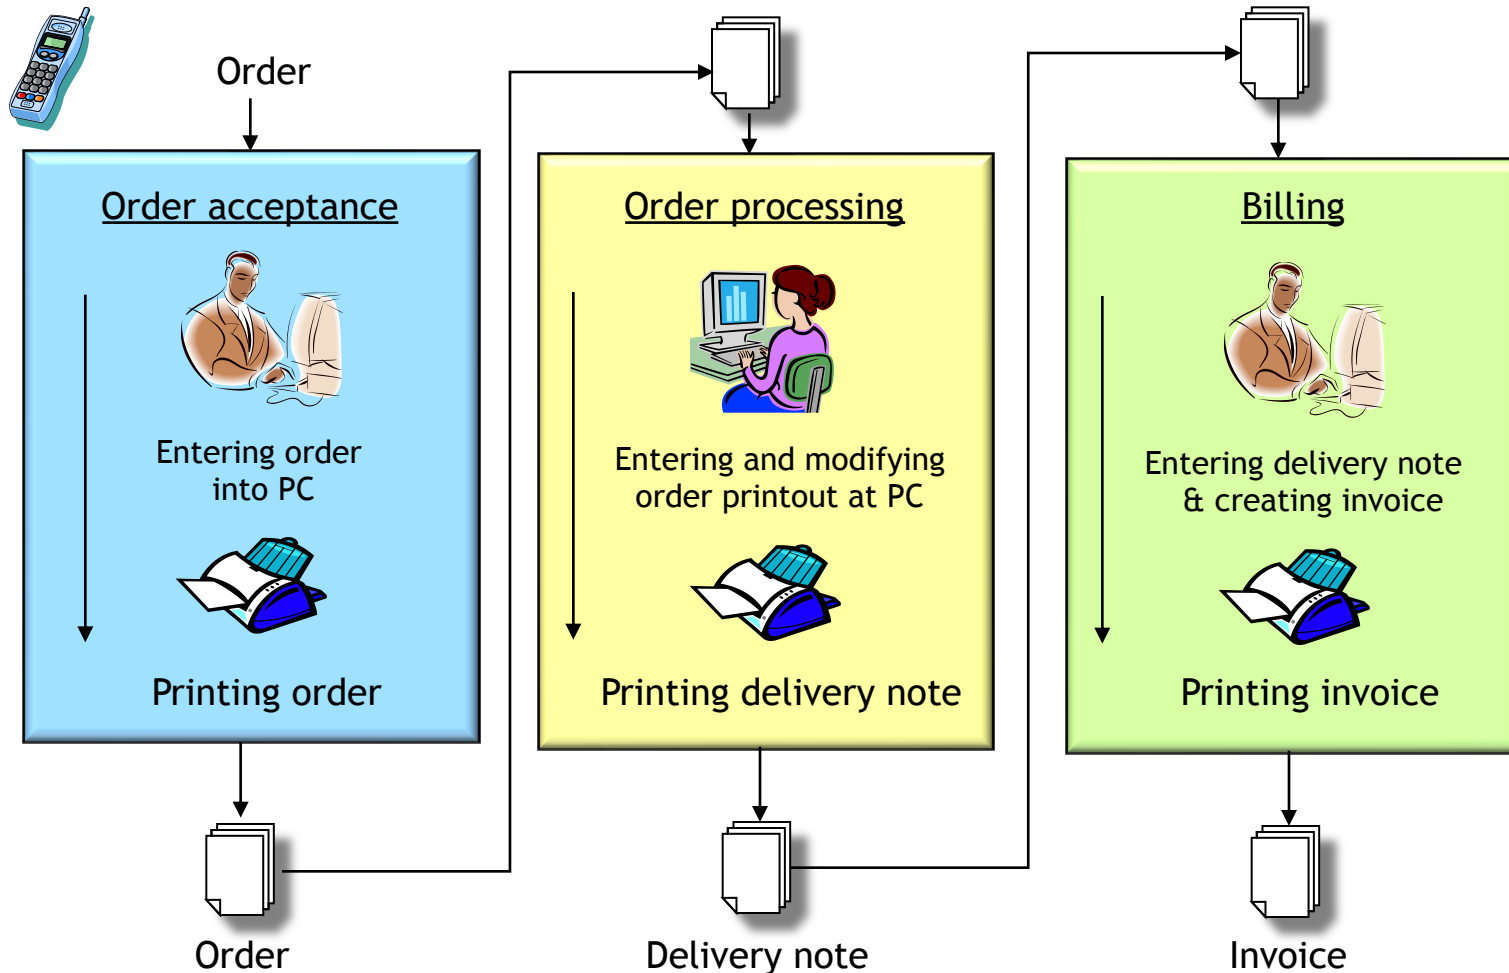 Order
Order acceptance
Entering order
into PC
Printing order
Order
Order processing
Entering and modifying
order printout at PC
Printing delivery note
Delivery note
Billing
Entering delivery note
& creating invoice
Printing invoice
Invoice